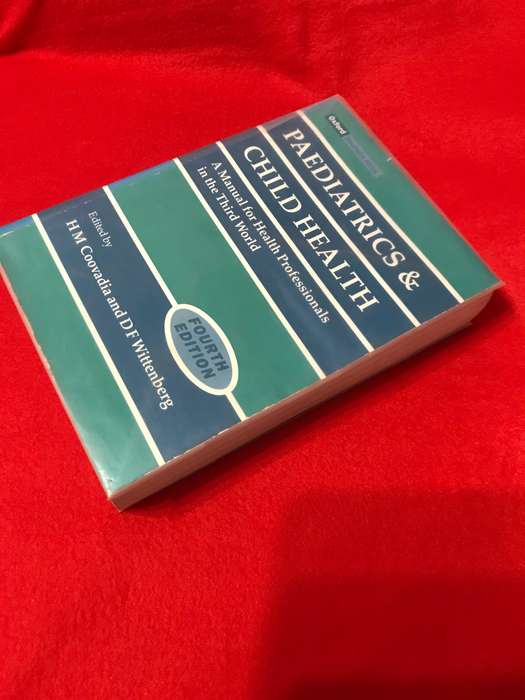 Oxford
PAEDIATRICS &
CHILD HEALTH
A Manual for Health Professionals
in the Third World
FOURTH
EDITION
Edited by
H M Coovadia and D F Wittenberg